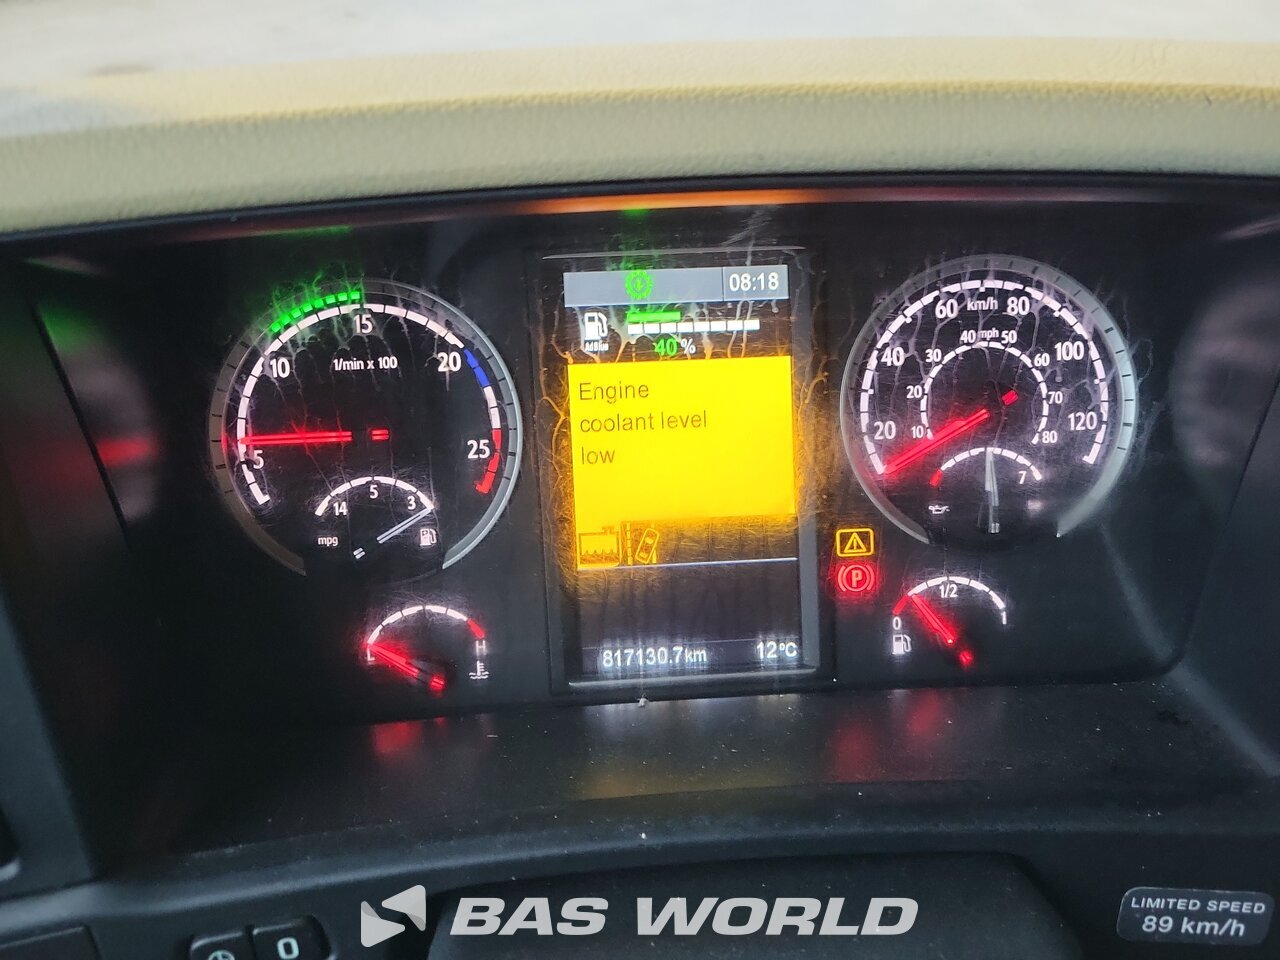 08:18
AdBlue
40 %
Engine
coolant level
low
817130.7km
12°C
5
10
15
20
25
1/min x 100
14
5
3
mpg
L
H
20
40
60
km/h
80
100
120
10
20
30
40
mph
50
60
70
80
7
P
0
1/2
0
LIMITED SPEED
89 km/h
BAS WORLD